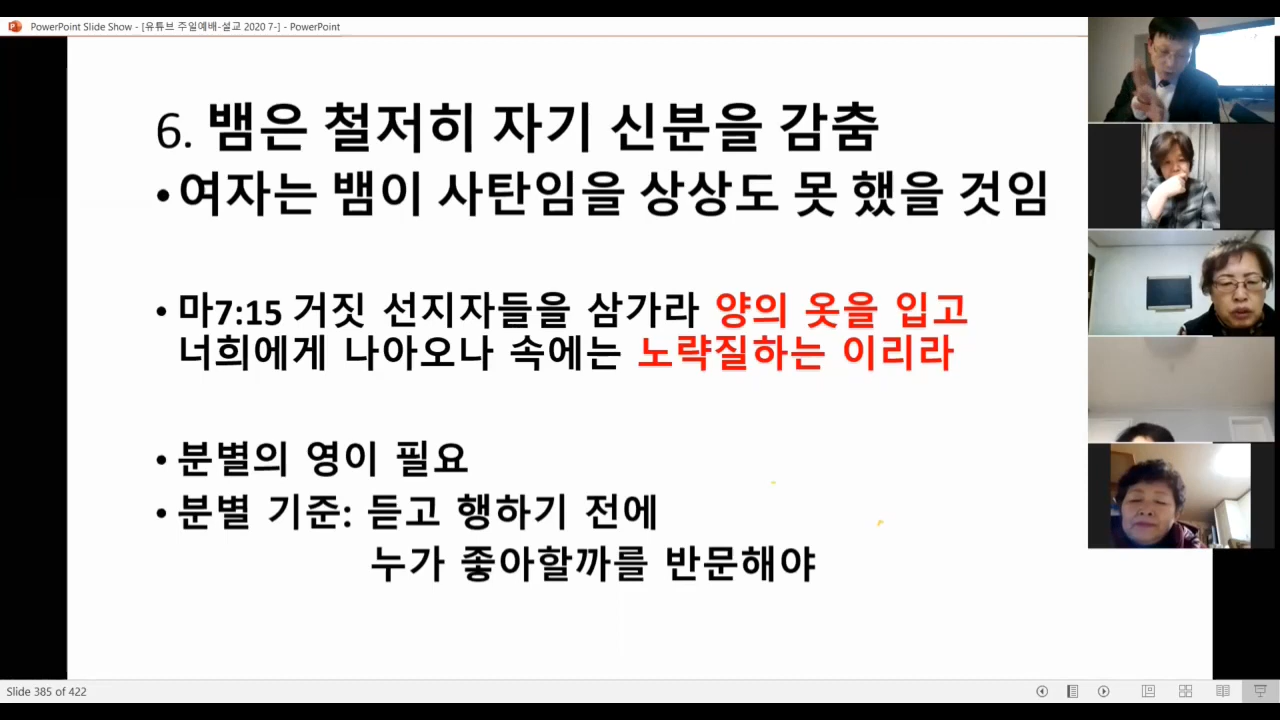 PowerPoint Slide Show - [유튜브 주일예배-설교 2020 7-] - PowerPoint
6. 뱀은 철저히 자기 신분을 감춤
•여자는 뱀이 사탄임을 상상도 못 했을 것임
• 마7:15 거짓 선지자들을 삼가라 양의 옷을 입고
너희에게 나아오나 속에는 노략질하는 이리라
• 분별의 영이 필요
• 분별 기준: 듣고 행하기 전에
누가 좋아할까를 반문해야
Slide 385 of 422